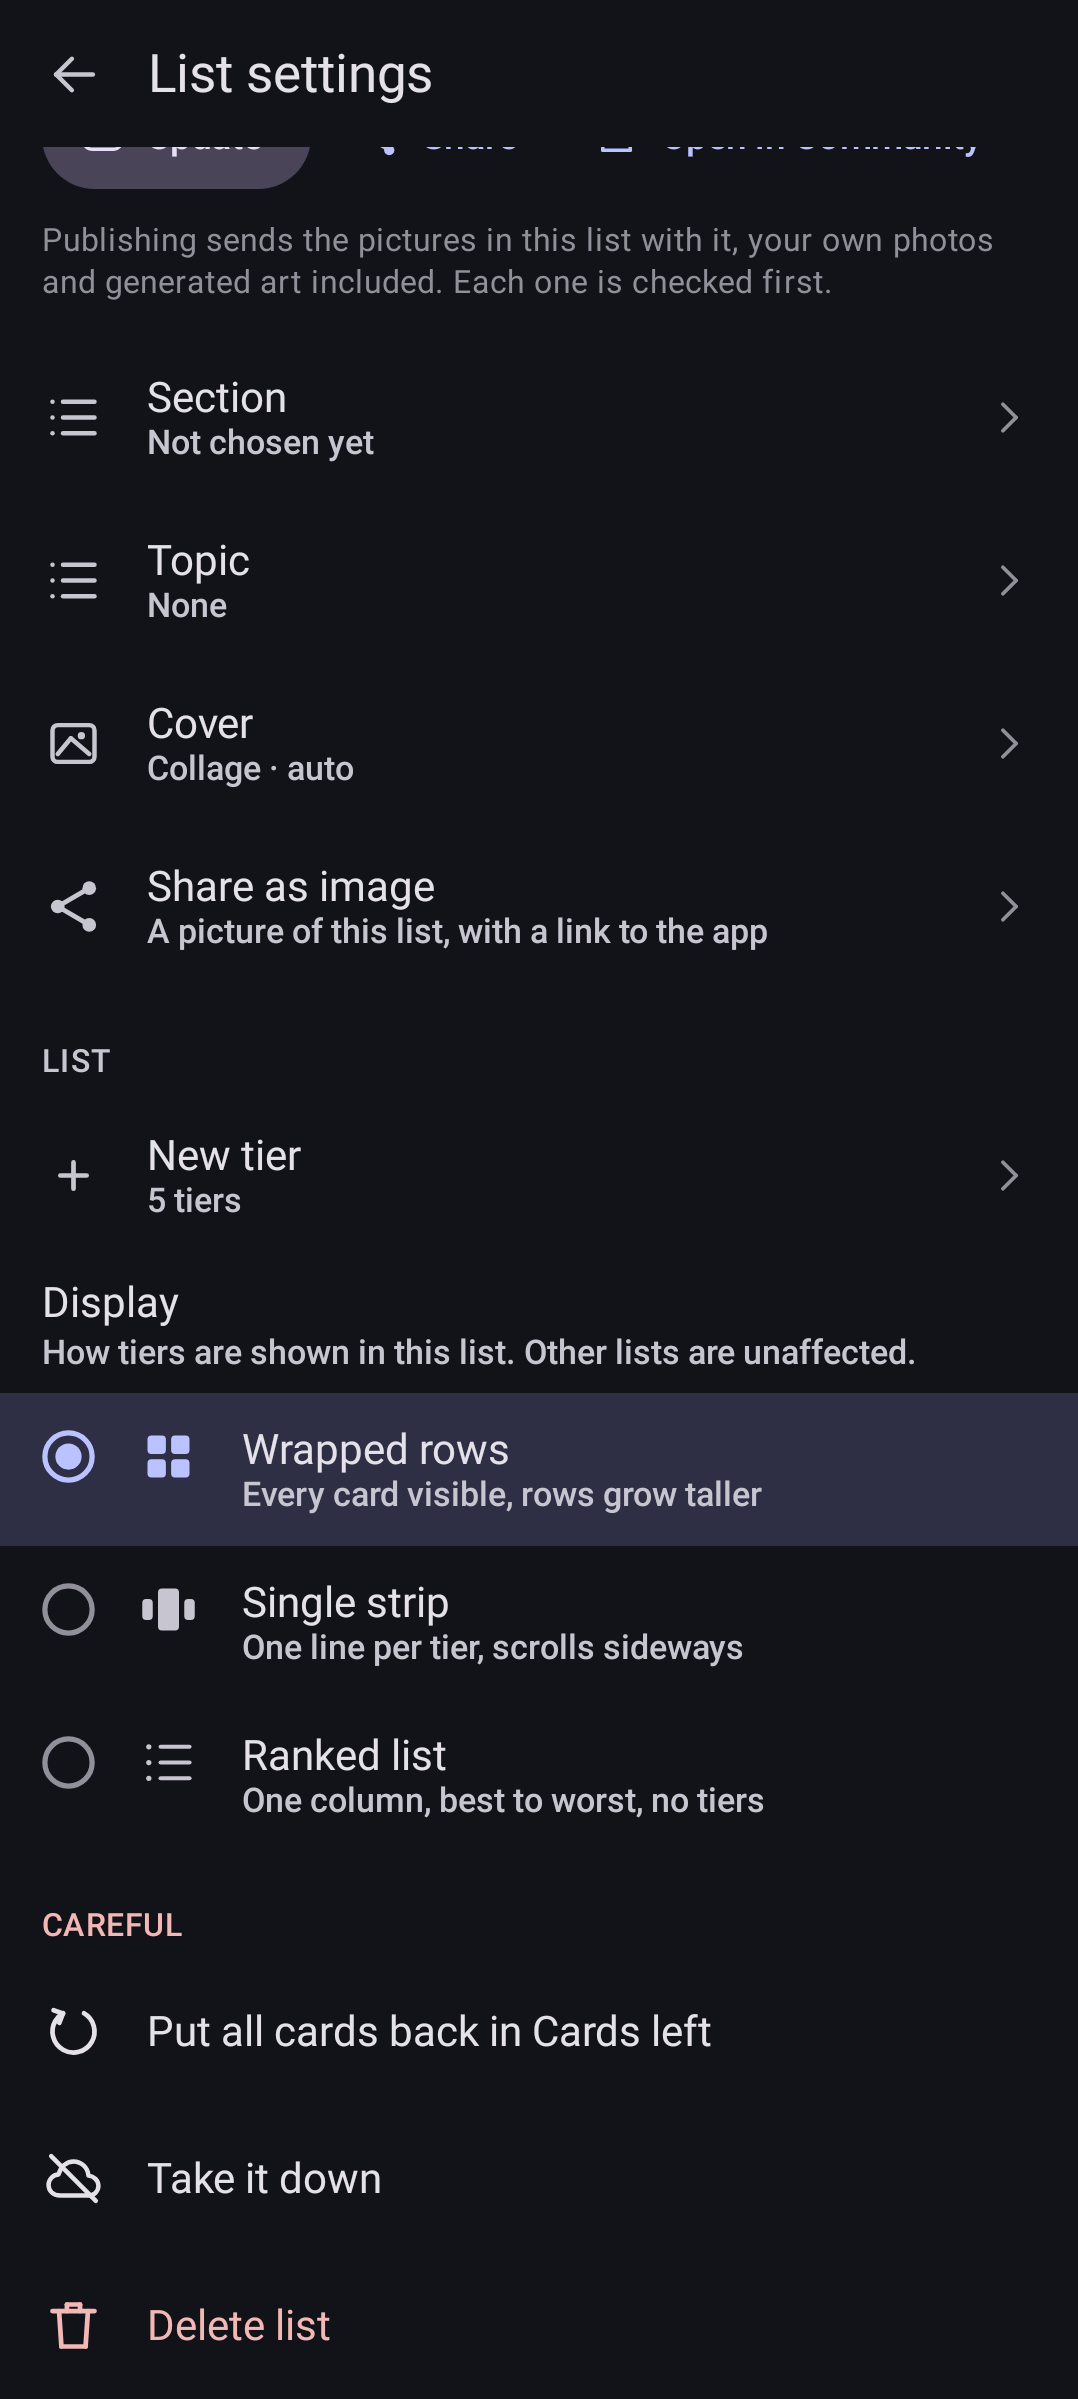 List settings
Update Share Open in Community
Publishing sends the pictures in this list with it, your own photos
and generated art included. Each one is checked first.
Section
Not chosen yet
Topic
None
Cover
Collage · auto
Share as image
A picture of this list, with a link to the app
LIST
New tier
5 tiers
Display
How tiers are shown in this list. Other lists are unaffected.
Wrapped rows
Every card visible, rows grow taller
Single strip
One line per tier, scrolls sideways
Ranked list
One column, best to worst, no tiers
CAREFUL
Put all cards back in Cards left
Take it down
Delete list